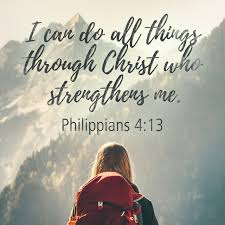 I can do all things
through Christ who
strengthens me.
Philippians 4:13